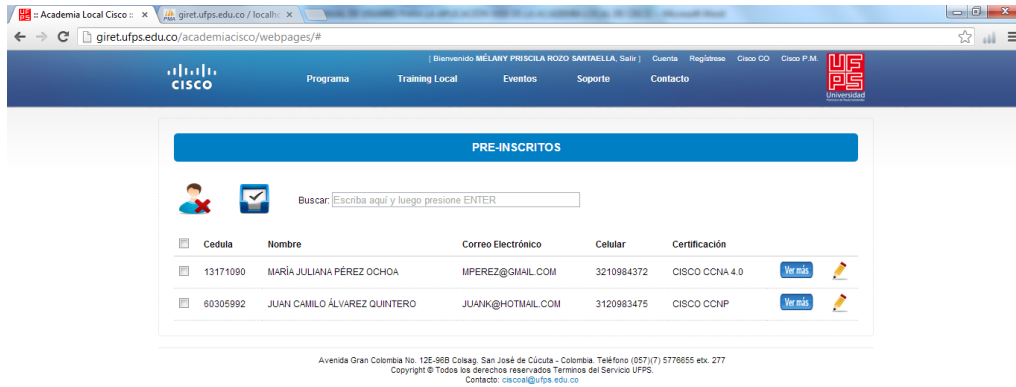 :: Academia Local Cisco ::
giret.ufps.edu.co / localho
giret.ufps.edu.co/academiacisco/webpages/#
[ Bienvenido MÉLANY PRISCILA ROZO SANTAELLA, Salir ] Cuenta Regístrese Cisco CO Cisco P.M.
CISCO
Programa Training Local Eventos Soporte Contacto
UFPS
Universidad
PRE-INSCRITOS
Buscar: Escriba aquí y luego presione ENTER
Cedula Nombre Correo Electrónico Celular Certificación
13171090 MARÍA JULIANA PÉREZ OCHOA MPEREZ@GMAIL.COM 3210984372 CISCO CCNA 4.0 Ver más
60305992 JUAN CAMILO ÁLVAREZ QUINTERO JUANK@HOTMAIL.COM 3120983475 CISCO CCNP Ver más
Avenida Gran Colombia No. 12E-96B Colsag. San José de Cúcuta - Colombia. Teléfono (057)(7) 5776655 etx. 277
Copyright © Todos los derechos reservados Terminos del Servicio UFPS.
Contacto: ciscoal@ufps.edu.co